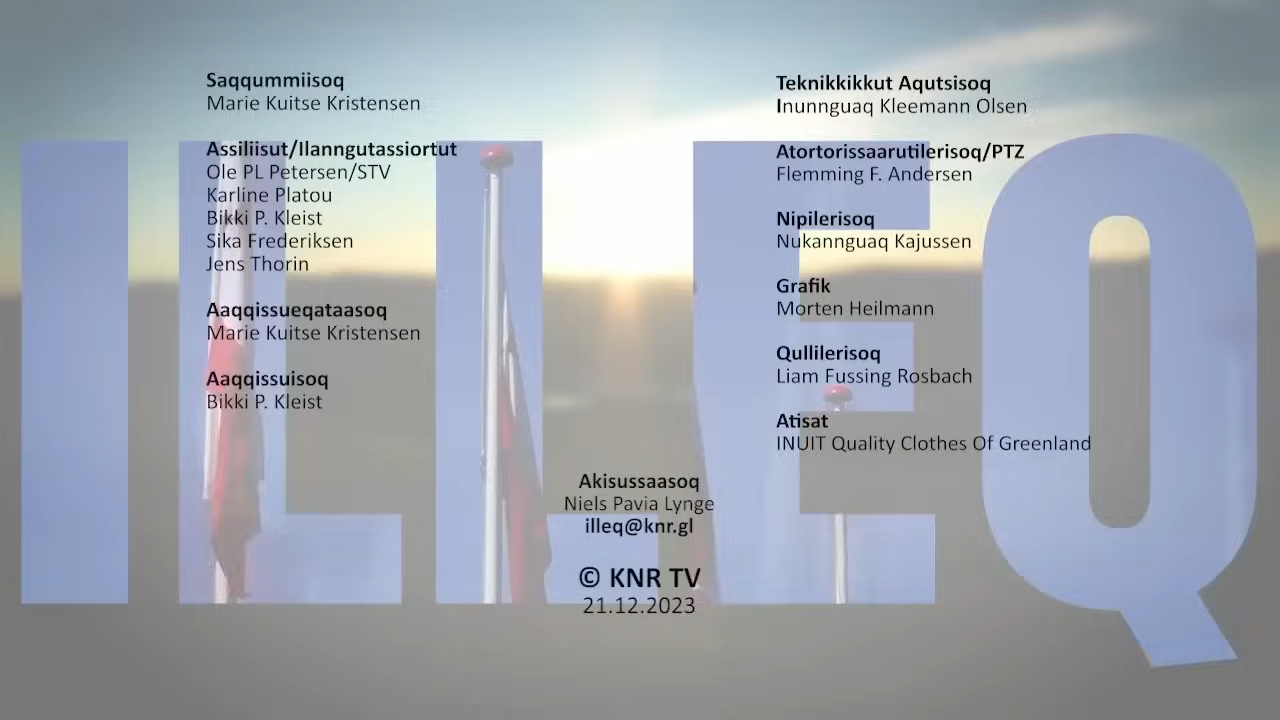 ILLEQ
Saqqummiisoq
Marie Kuitse Kristensen
Assiliisut/Ilanngutassiortut
Ole PL Petersen/STV
Karline Platou
Bikki P. Kleist
Sika Frederiksen
Jens Thorin
Aaqqissueqataasoq
Marie Kuitse Kristensen
Aaqqissuisoq
Bikki P. Kleist
Teknikkikkut Aqutsisoq
Inunnguaq Kleemann Olsen
Atortorissaarutilerisoq/PTZ
Flemming F. Andersen
Nipilerisoq
Nukannguaq Kajussen
Grafik
Morten Heilmann
Qullilerisoq
Liam Fussing Rosbach
Atisat
INUIT Quality Clothes Of Greenland
Akisussaasoq
Niels Pavia Lynge
illeq@knr.gl
© KNR TV
21.12.2023